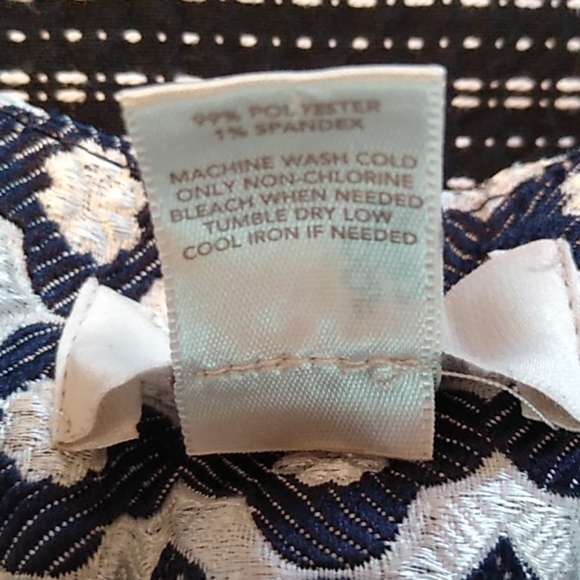 99% POLYESTER
1% SPANDEX
MACHINE WASH COLD
ONLY NON-CHLORINE
BLEACH WHEN NEEDED
TUMBLE DRY LOW
COOL IRON IF NEEDED